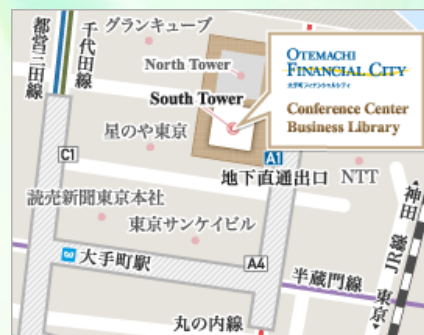 都営三田線
千代田線
グランキューブ
North Tower
South Tower
OTEMACHI
FINANCIAL CITY
大手町フィナンシャルシティ
Conference Center
Business Library
星のや東京
C1
A1
地下直通出口
NTT
読売新聞東京本社
東京サンケイビル
神田
JR線
東京
大手町駅
A4
半蔵門線
丸の内線